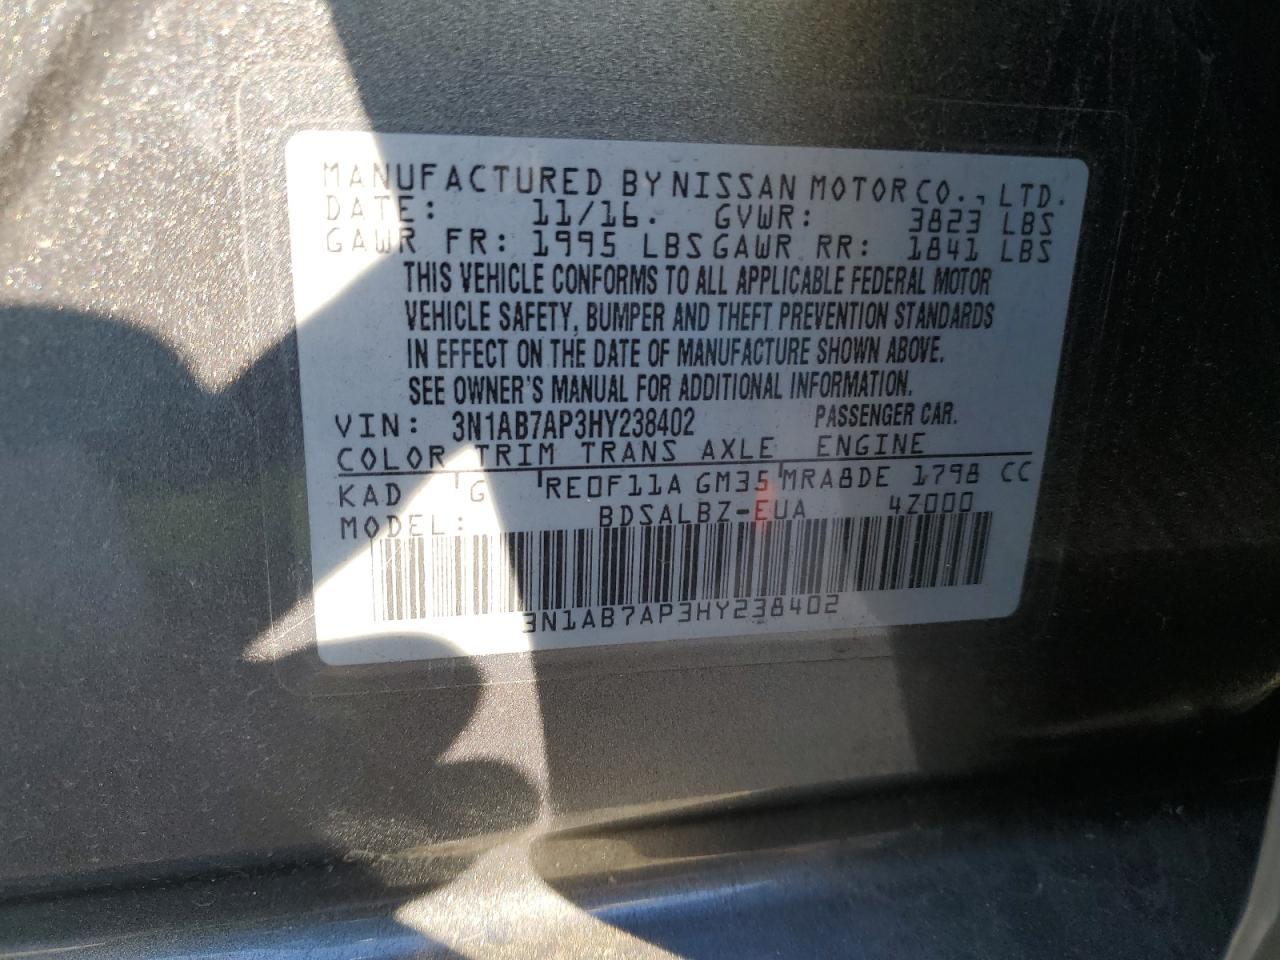 MANUFACTURED BY NISSAN MOTOR CO., LTD.
DATE: 11/16. GVWR: 3823 LBS
GAWR FR: 1995 LBS GAWR RR: 1841 LBS
THIS VEHICLE CONFORMS TO ALL APPLICABLE FEDERAL MOTOR
VEHICLE SAFETY, BUMPER AND THEFT PREVENTION STANDARDS
IN EFFECT ON THE DATE OF MANUFACTURE SHOWN ABOVE.
SEE OWNER'S MANUAL FOR ADDITIONAL INFORMATION.
VIN: 3N1AB7AP3HY238402 PASSENGER CAR.
COLOR TRIM TRANS AXLE ENGINE
KAD G RE0F11A GM35 MRA8DE 1798 CC
MODEL: BDSALBZ-EUA 4Z000
3N1AB7AP3HY238402